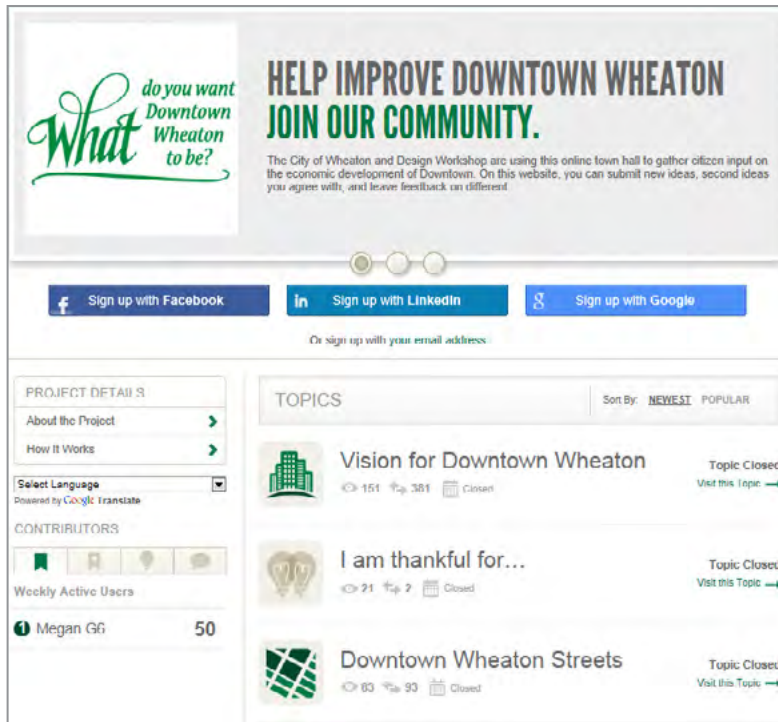 What do you want
Downtown
Wheaton
to be?
HELP IMPROVE DOWNTOWN WHEATON
JOIN OUR COMMUNITY.
The City of Wheaton and Design Workshop are using this online town hall to gather citizen input on
the economic development of Downtown. On this website, you can submit new ideas, second ideas
you agree with, and leave feedback on different
f Sign up with Facebook
in Sign up with LinkedIn
g Sign up with Google
Or sign up with your email address
PROJECT DETAILS
About the Project
How It Works
Select Language
Powered by Google Translate
CONTRIBUTORS
Weekly Active Users
1 Megan G6 50
TOPICS
Sort By: NEWEST POPULAR
Vision for Downtown Wheaton
151 381 Closed
Topic Closed
Visit this Topic
I am thankful for...
21 2 Closed
Topic Closed
Visit this Topic
Downtown Wheaton Streets
63 93 Closed
Topic Closed
Visit this Topic